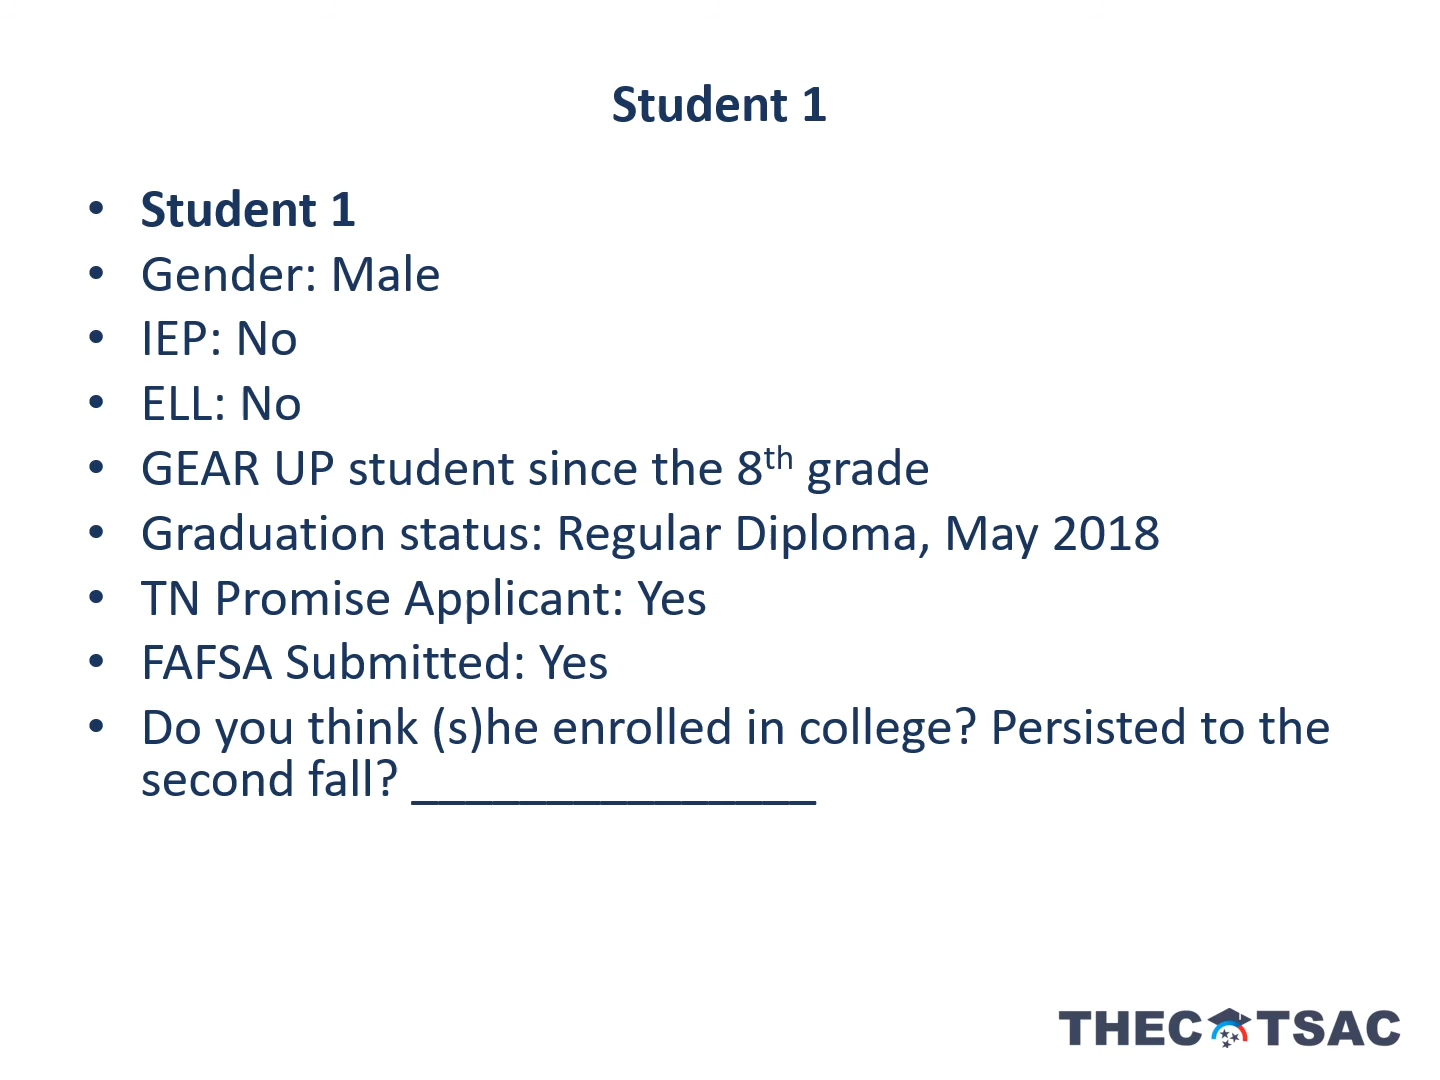 Student 1
• Student 1
• Gender: Male
• IEP: No
• ELL: No
• GEAR UP student since the 8th grade
• Graduation status: Regular Diploma, May 2018
• TN Promise Applicant: Yes
• FAFSA Submitted: Yes
• Do you think (s)he enrolled in college? Persisted to the
second fall? _______________
THEC TSAC